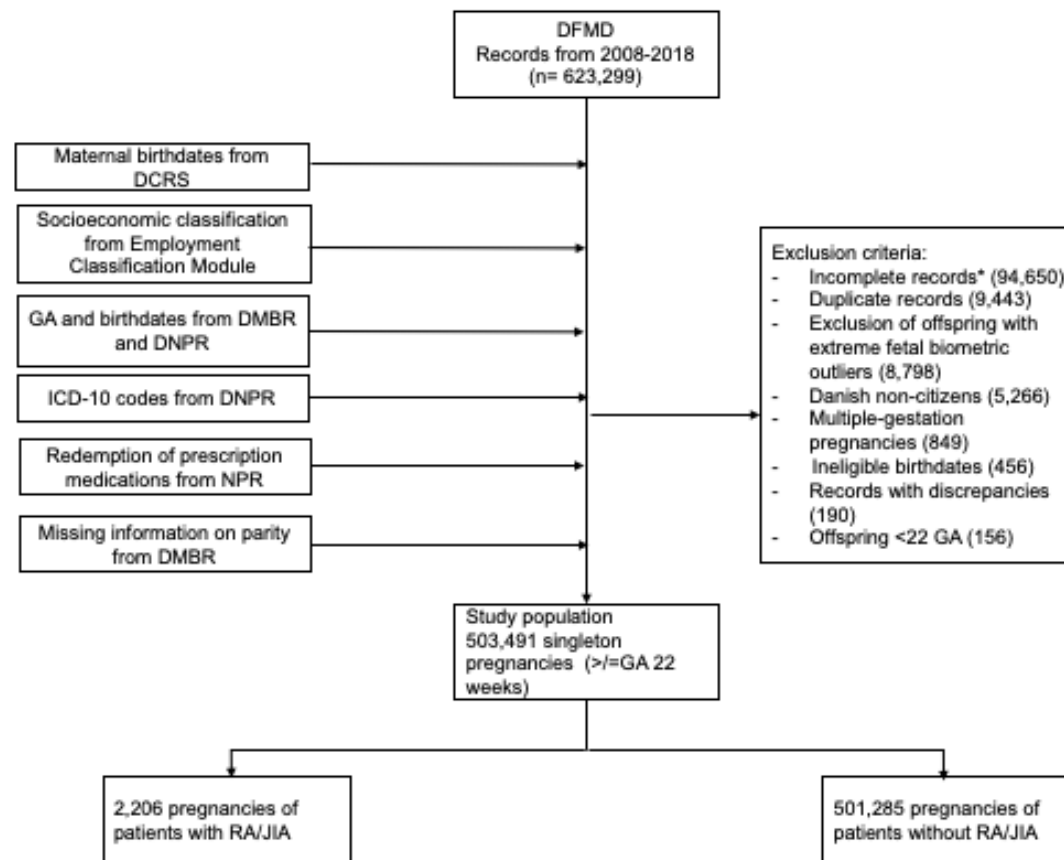 DFMD
Records from 2008-2018
(n= 623,299)
Maternal birthdates from
DCRS
Socioeconomic classification
from Employment
Classification Module
GA and birthdates from DMBR
and DNPR
ICD-10 codes from DNPR
Redemption of prescription
medications from NPR
Missing information on parity
from DMBR
Exclusion criteria:
- Incomplete records* (94,650)
- Duplicate records (9,443)
- Exclusion of offspring with
extreme fetal biometric
outliers (8,798)
- Danish non-citizens (5,266)
- Multiple-gestation
pregnancies (849)
- Ineligible birthdates (456)
- Records with discrepancies
(190)
- Offspring <22 GA (156)
Study population
503,491 singleton
pregnancies (>/=GA 22
weeks)
2,206 pregnancies of
patients with RA/JIA
501,285 pregnancies of
patients without RA/JIA